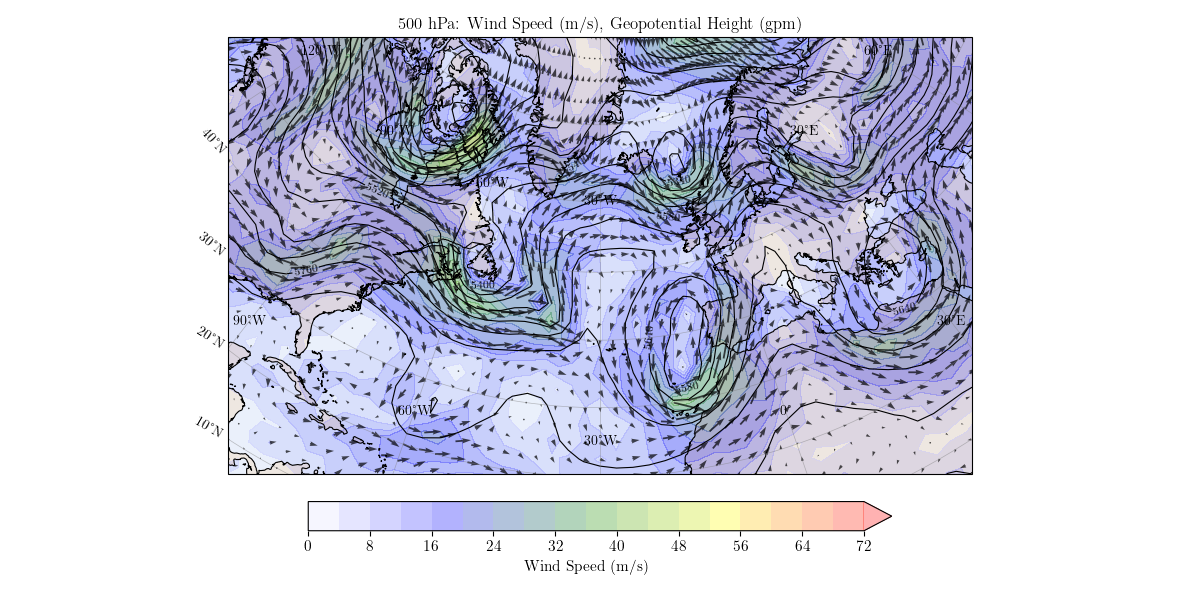 500 hPa: Wind Speed (m/s), Geopotential Height (gpm)
120°W
60°E
90°W
30°E
40°N
60°W
5520
30°W
30°N
5760
5400
90°W
5640
30°E
20°N
5580
60°W
0°
10°N
30°W
0 8 16 24 32 40 48 56 64 72
Wind Speed (m/s)